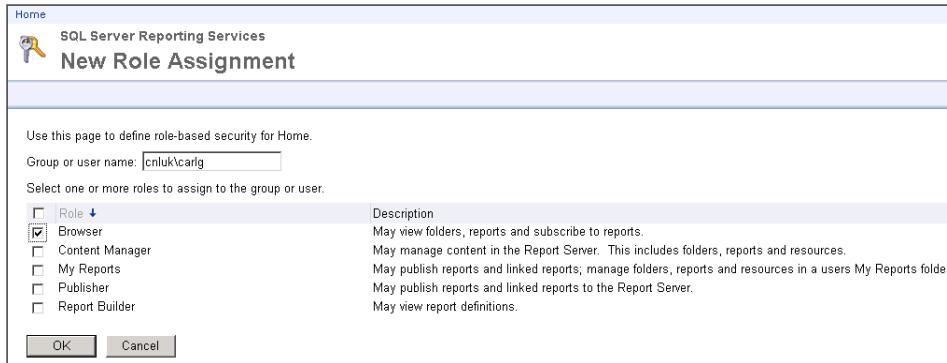 Home
SQL Server Reporting Services
New Role Assignment
Use this page to define role-based security for Home.
Group or user name: cnluk\carlg
Select one or more roles to assign to the group or user.
Role Description
Browser May view folders, reports and subscribe to reports.
Content Manager May manage content in the Report Server. This includes folders, reports and resources.
My Reports May publish reports and linked reports; manage folders, reports and resources in a users My Reports folde
Publisher May publish reports and linked reports to the Report Server.
Report Builder May view report definitions.
OK Cancel